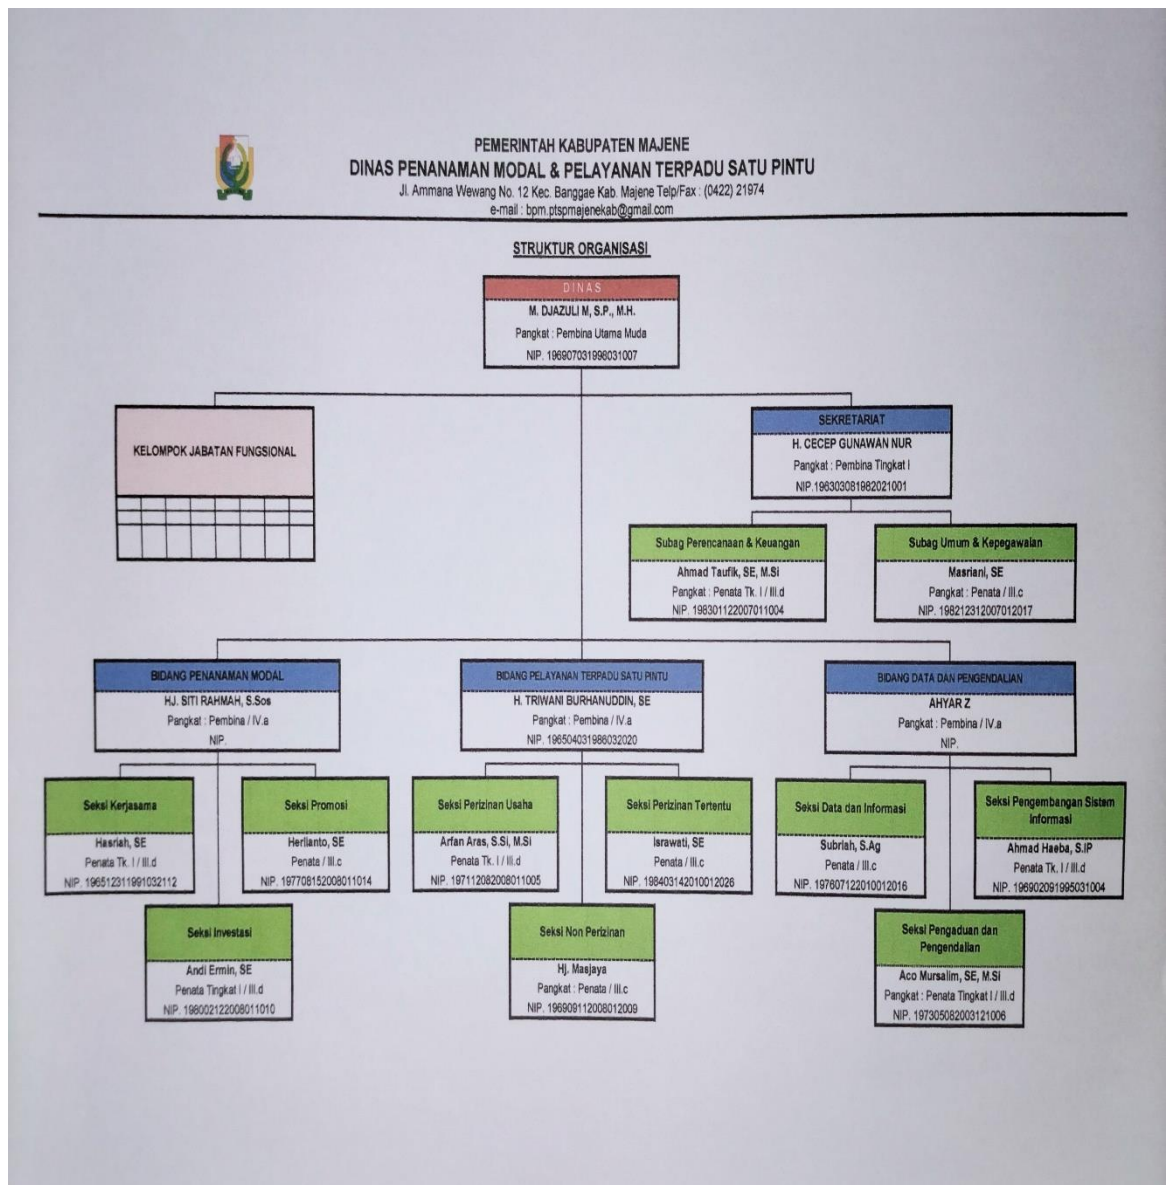 PEMERINTAH KABUPATEN MAJENE
DINAS PENANAMAN MODAL & PELAYANAN TERPADU SATU PINTU
Jl. Ammana Wewang No. 12 Kec. Banggae Kab. Majene Telp/Fax : (0422) 21974
e-mail : bpm.ptspmajenekab@gmail.com
STRUKTUR ORGANISASI
DINAS
M. DJAZULI M, S.P., M.H.
Pangkat : Pembina Utama Muda
NIP. 196907031998031007
KELOMPOK JABATAN FUNGSIONAL
SEKRETARIAT
H. CECEP GUNAWAN NUR
Pangkat : Pembina Tingkat I
NIP.196303081982021001
Subag Perencanaan & Keuangan
Ahmad Taufik, SE, M.Si
Pangkat : Penata Tk. I / III.d
NIP. 198301122007011004
Subag Umum & Kepegawaian
Masriani, SE
Pangkat : Penata / III.c
NIP. 198212312007012017
BIDANG PENANAMAN MODAL
HJ. SITI RAHMAH, S.Sos
Pangkat : Pembina / IV.a
NIP.
BIDANG PELAYANAN TERPADU SATU PINTU
H. TRIWANI BURHANUDDIN, SE
Pangkat : Pembina / IV.a
NIP. 196504031986032020
BIDANG DATA DAN PENGENDALIAN
AHYAR Z
Pangkat : Pembina / IV.a
NIP.
Seksi Kerjasama
Hasriah, SE
Penata Tk. I / III.d
NIP. 196512311991032112
Seksi Promosi
Herlianto, SE
Penata / III.c
NIP. 197708152008011014
Seksi Perizinan Usaha
Arfan Aras, S.Si, M.Si
Penata Tk. I / III.d
NIP. 197112082008011005
Seksi Perizinan Tertentu
Israwati, SE
Penata / III.c
NIP. 198403142010012026
Seksi Data dan Informasi
Subriah, S.Ag
Penata / III.c
NIP. 197607122010012016
Seksi Pengembangan Sistem
Informasi
Ahmad Haeba, S.IP
Penata Tk. I / III.d
NIP. 196902091995031004
Seksi Investasi
Andi Ermin, SE
Penata Tingkat I / III.d
NIP. 198002122008011010
Seksi Non Perizinan
Hj. Masjaya
Pangkat : Penata / III.c
NIP. 196909112008012009
Seksi Pengaduan dan
Pengendalian
Aco Mursalim, SE, M.Si
Pangkat : Penata Tingkat I / III.d
NIP. 197305082003121006